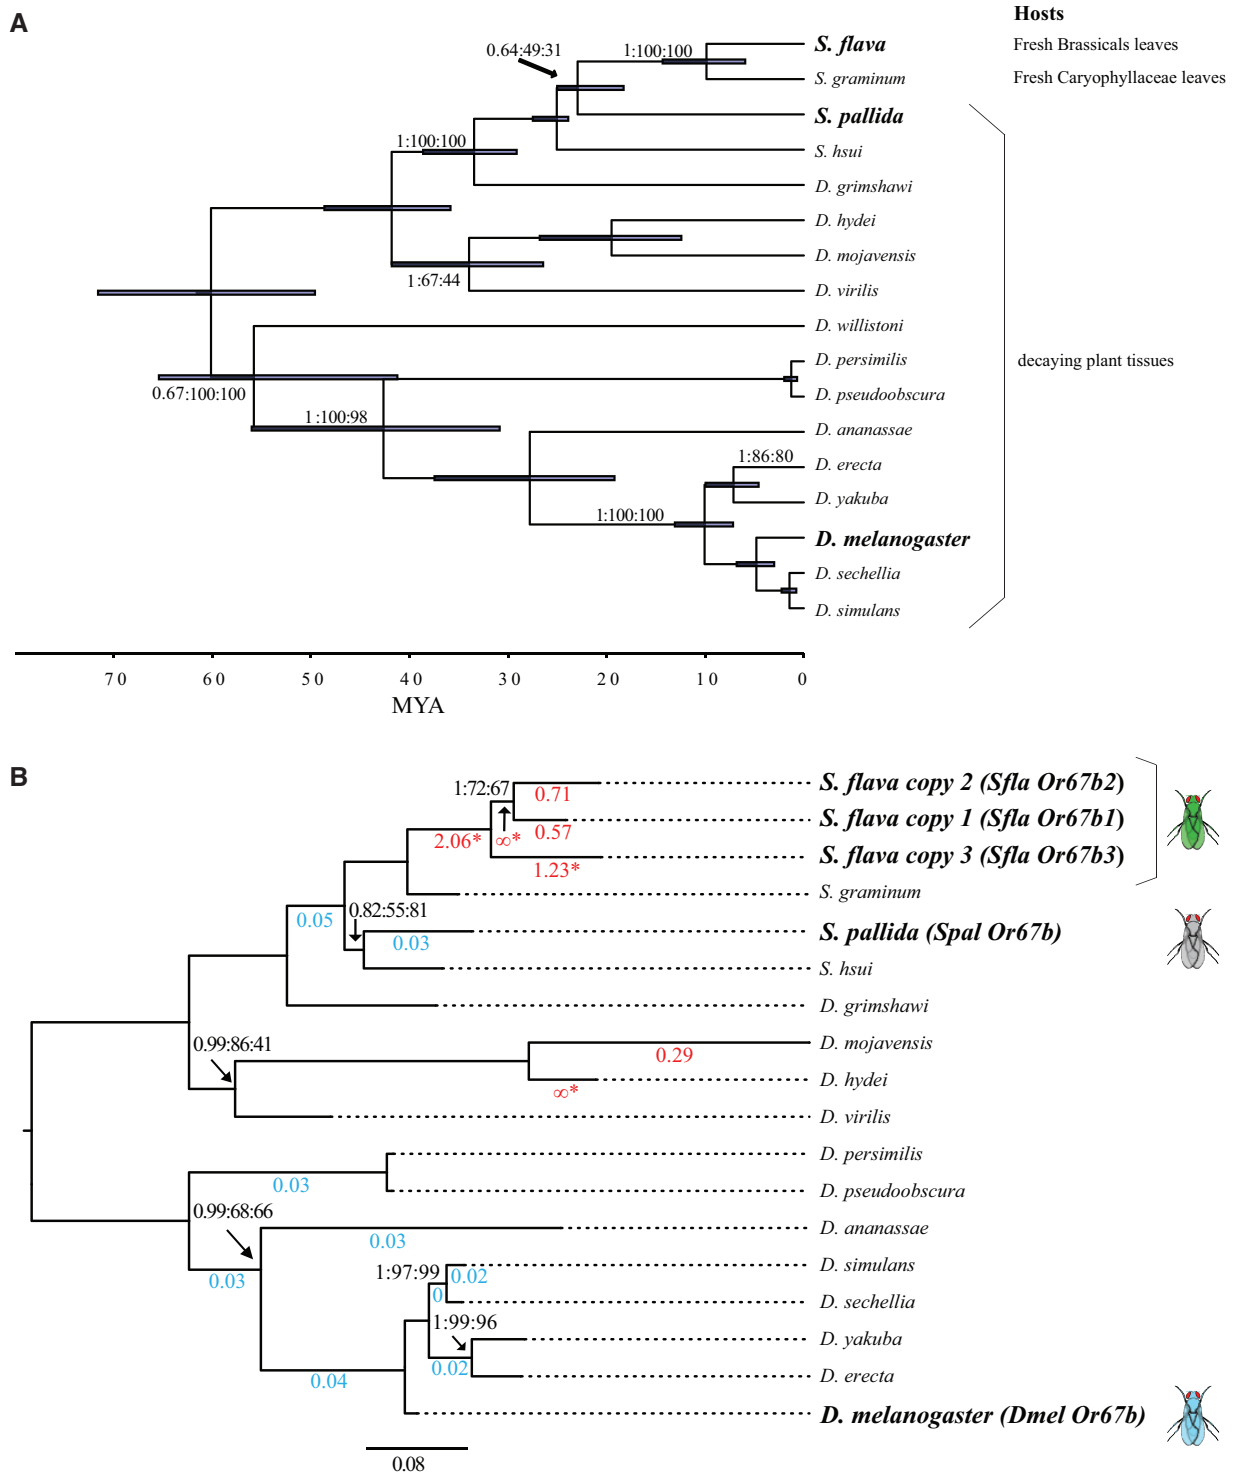 A
Hosts
0.64:49:31
1:100:100
S. flava
Fresh Brassicals leaves
S. graminum
Fresh Caryophyllaceae leaves
S. pallida
1:100:100
S. hsui
D. grimshawi
D. hydei
D. mojavensis
1:67:44
D. virilis
D. willistoni
D. persimilis
decaying plant tissues
0.67:100:100
D. pseudoobscura
1:100:98
D. ananassae
1:86:80
D. erecta
D. yakuba
1:100:100
D. melanogaster
D. sechellia
D. simulans
70 60 50 40 30 20 10 0
MYA
B
1:72:67
S. flava copy 2 (Sfla Or67b2)
0.71
S. flava copy 1 (Sfla Or67b1)
2.06* ∞* 0.57
S. flava copy 3 (Sfla Or67b3)
1.23*
S. graminum
0.82:55:81
0.05
S. pallida (Spal Or67b)
0.03
S. hsui
D. grimshawi
0.99:86:41
D. mojavensis
0.29
D. hydei
∞*
D. virilis
D. persimilis
0.03
D. pseudoobscura
0.99:68:66
D. ananassae
0.03
D. simulans
1:97:99
0.02
0.03
0
D. sechellia
1:99:96
D. yakuba
0.02
D. erecta
0.04
D. melanogaster (Dmel Or67b)
0.08